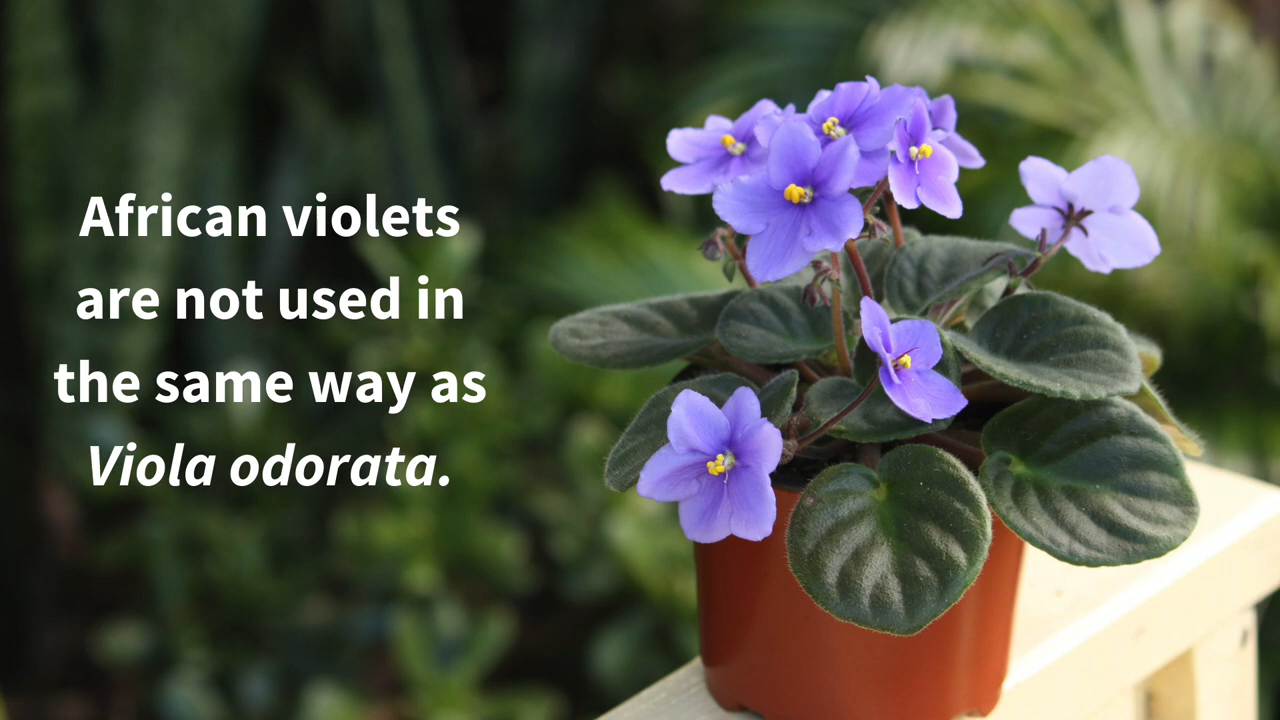 African violets
are not used in
the same way as
Viola odorata.